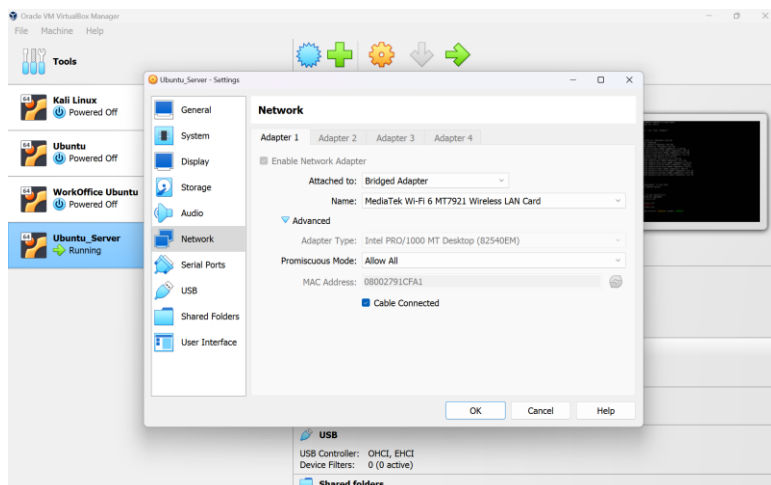 Oracle VM VirtualBox Manager
File Machine Help
Tools
64
Kali Linux
Powered Off
64
Ubuntu
Powered Off
64
WorkOffice Ubuntu
Powered Off
64
Ubuntu_Server
Running
Ubuntu_Server - Settings
General
System
Display
Storage
Audio
Network
Serial Ports
USB
Shared Folders
User Interface
Network
Adapter 1 Adapter 2 Adapter 3 Adapter 4
Enable Network Adapter
Attached to: Bridged Adapter
Name: MediaTek Wi-Fi 6 MT7921 Wireless LAN Card
Advanced
Adapter Type: Intel PRO/1000 MT Desktop (82540EM)
Promiscuous Mode: Allow All
MAC Address: 08002791CFA1
Cable Connected
OK Cancel Help
USB
USB Controller: OHCI, EHCI
Device Filters: 0 (0 active)
Shared folders